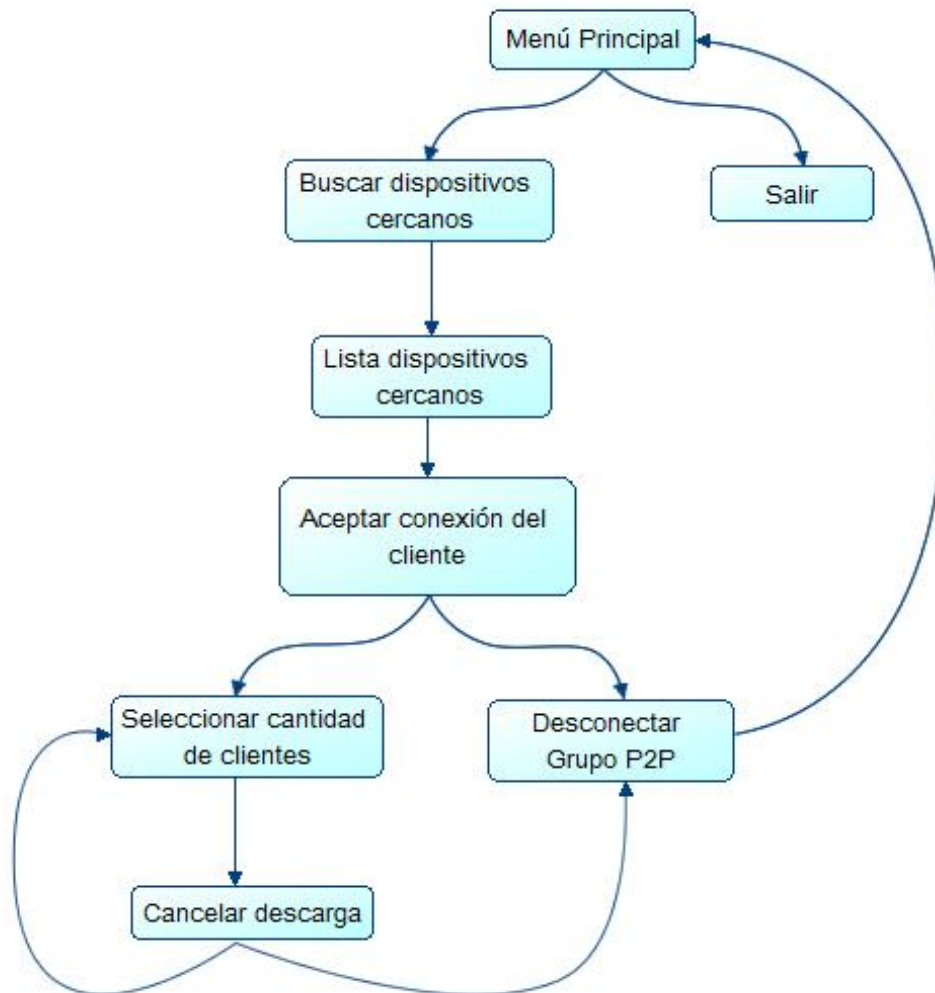 Menú Principal
Buscar dispositivos
cercanos
Salir
Lista dispositivos
cercanos
Aceptar conexión del
cliente
Seleccionar cantidad
de clientes
Desconectar
Grupo P2P
Cancelar descarga